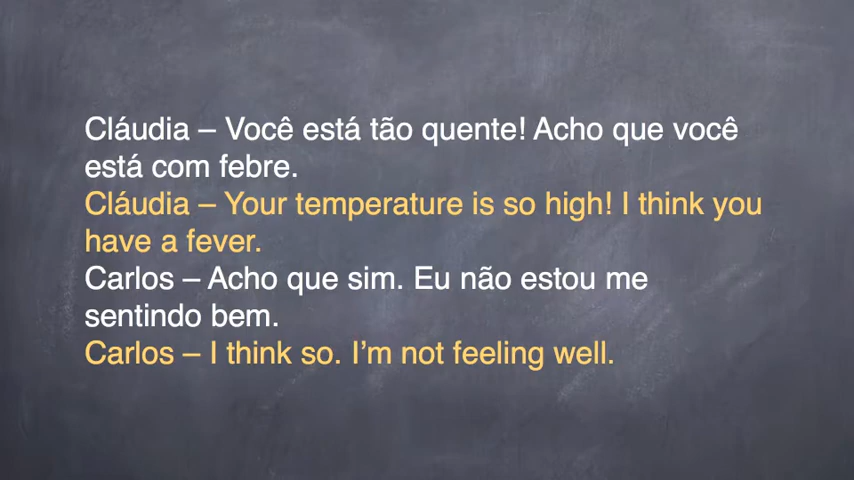 Cláudia – Você está tão quente! Acho que você
está com febre.
Cláudia – Your temperature is so high! I think you
have a fever.
Carlos – Acho que sim. Eu não estou me
sentindo bem.
Carlos – I think so. I’m not feeling well.